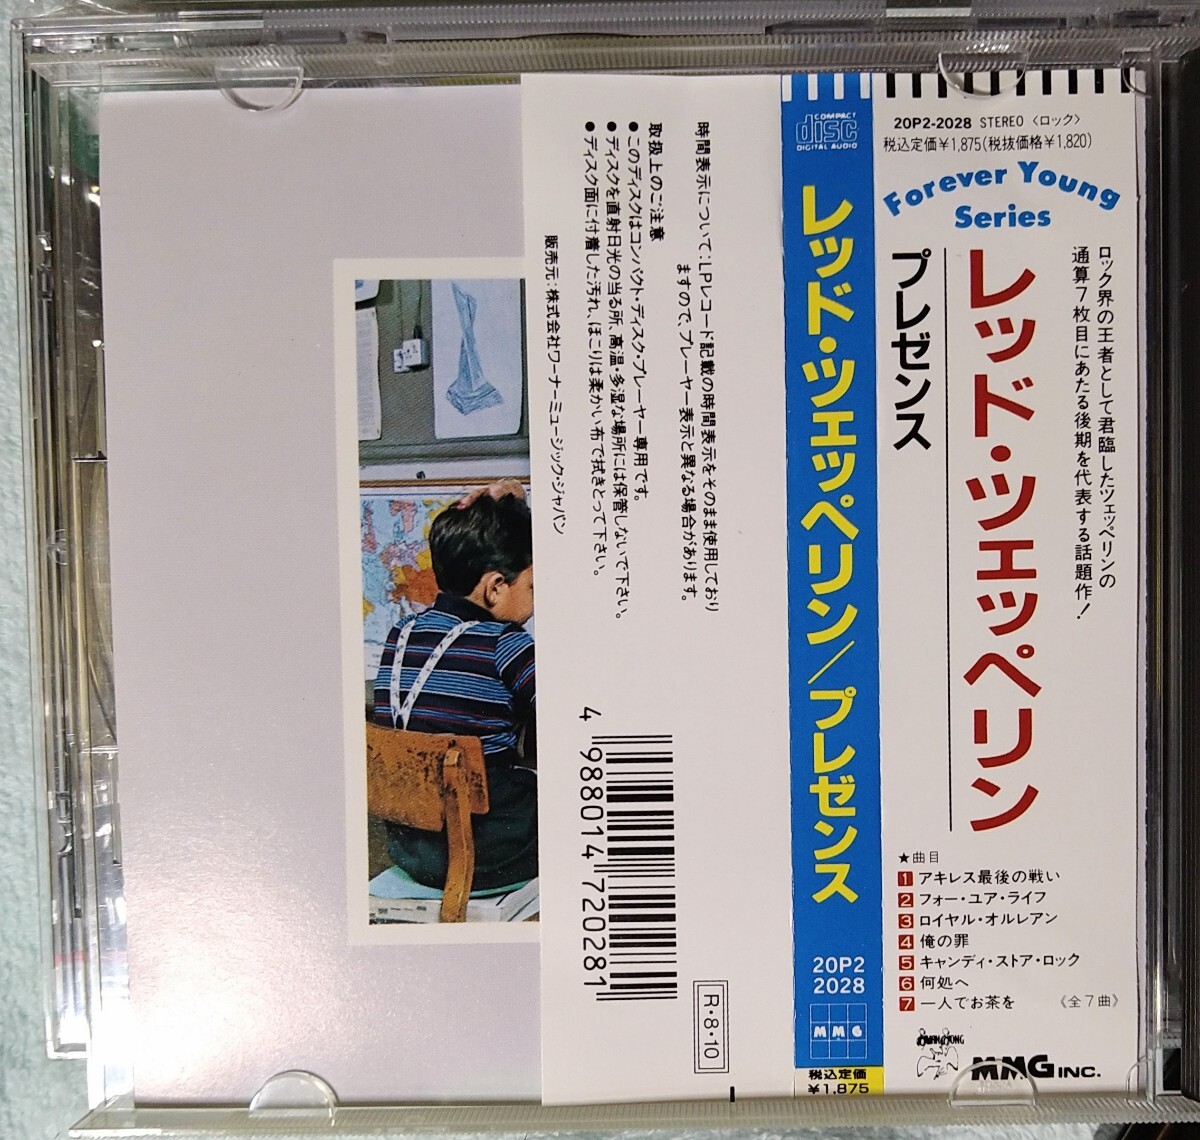 20P2-2028 STEREO〈ロック〉
税込定価¥1,875(税抜価格¥1,820)
Forever Young
Series
ロック界の王者として君臨したツェッペリンの
通算7枚目にあたる後期を代表する話題作!
レッド・ツェッペリン
プレゼンス
★曲目
1 アキレス最後の戦い
2 フォー・ユア・ライフ
3 ロイヤル・オルレアン
4 俺の罪
5 キャンディ・ストア・ロック
6 何処へ
7 一人でお茶を 《全7曲》
SWAN SONG
MMG INC.
COMPACT
disc
DIGITAL AUDIO
レッド・ツェッペリン/プレゼンス
20P2
2028
MMG
税込定価
¥1,875
時間表示について:LPレコード記載の時間表示をそのまま使用しており
ますので、プレーヤー表示と異なる場合があります。
取扱上のご注意
●このディスクはコンパクト・ディスク・プレーヤー専用です。
●ディスクを直射日光の当る所、高温・多湿な場所には保管しないで下さい。
●ディスク面に付着した汚れ、ほこりは柔かい布で拭きとって下さい。
販売元:株式会社ワーナーミュージック・ジャパン
4 988014 720281
R・8・10